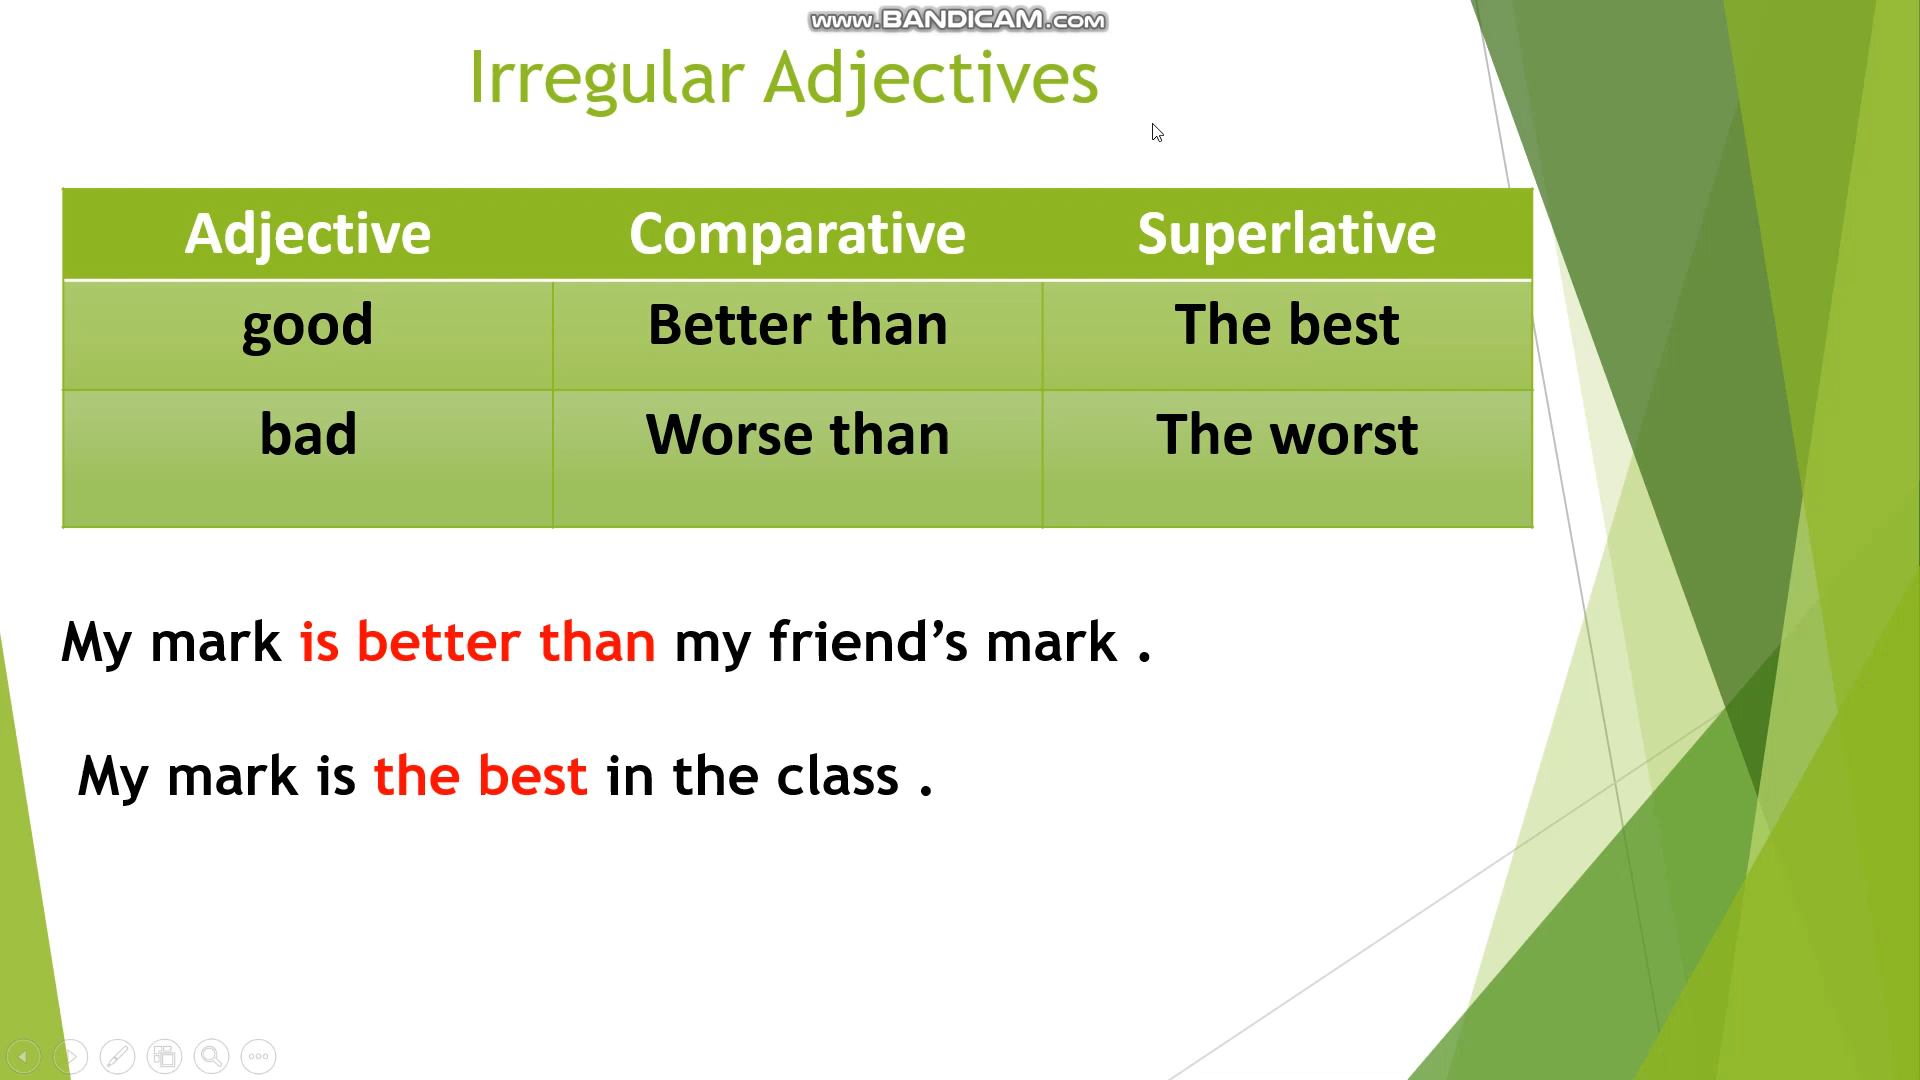 www.BANDICAM.com
Irregular Adjectives
Adjective Comparative Superlative
good Better than The best
bad Worse than The worst
My mark is better than my friend’s mark .
My mark is the best in the class .